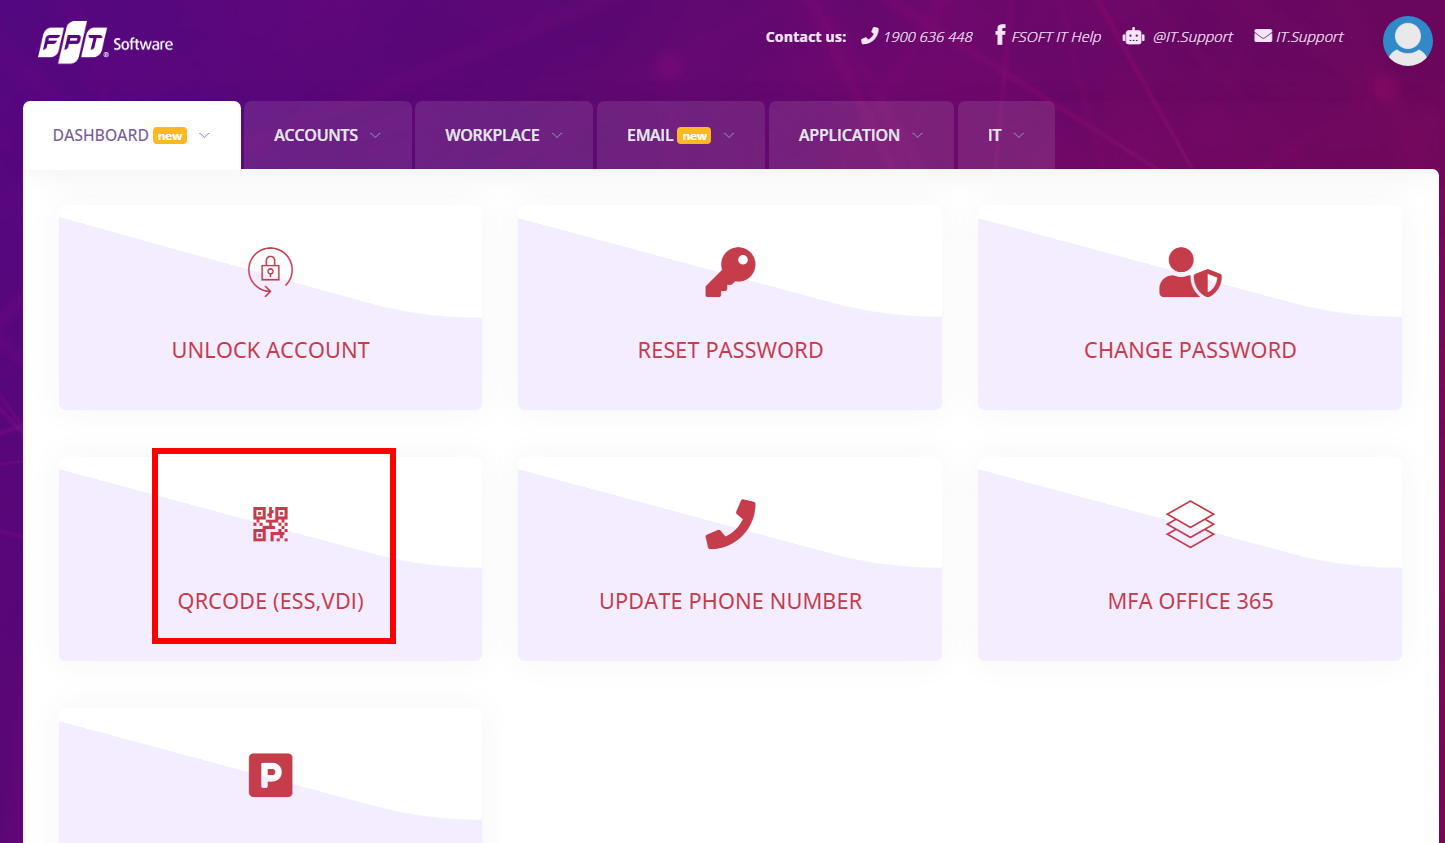 FPT Software
Contact us: 1900 636 448 FSOFT IT Help @IT.Support IT.Support
DASHBOARD new ACCOUNTS WORKPLACE EMAIL new APPLICATION IT
UNLOCK ACCOUNT RESET PASSWORD CHANGE PASSWORD
QRCODE (ESS,VDI) UPDATE PHONE NUMBER MFA OFFICE 365
P